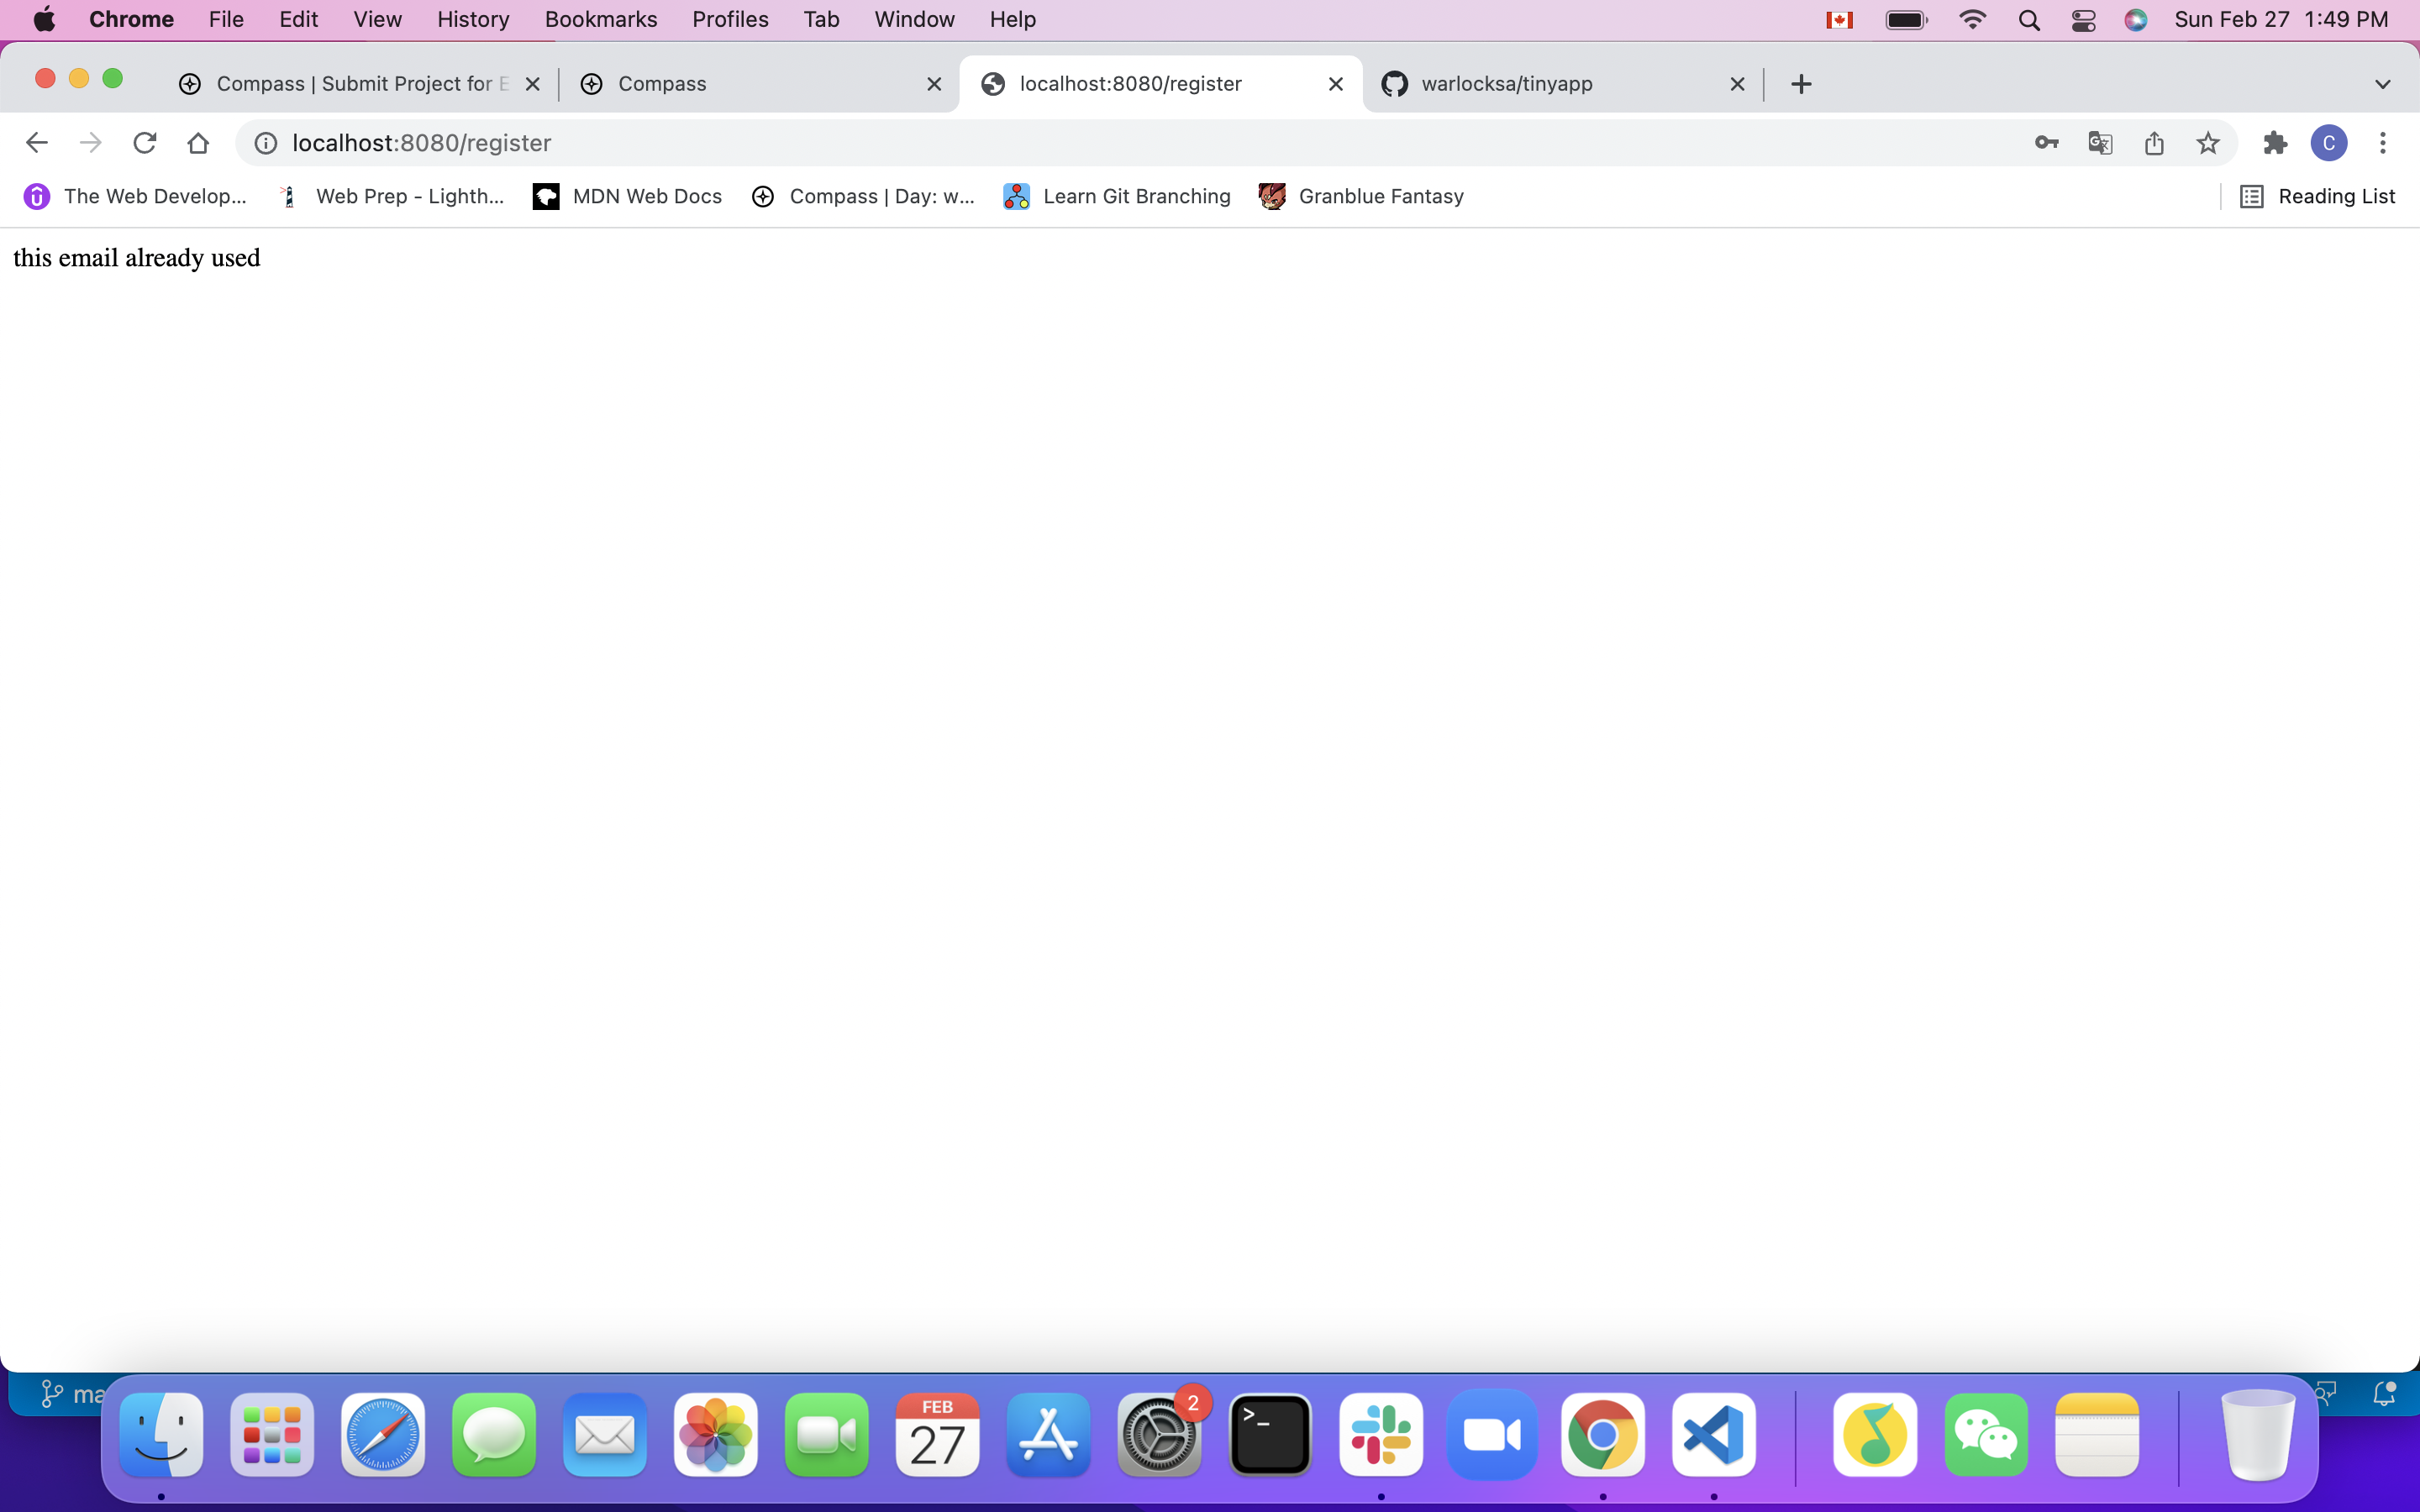 Chrome File Edit View History Bookmarks Profiles Tab Window Help Sun Feb 27 1:49 PM
Compass | Submit Project for E Compass localhost:8080/register warlocksa/tinyapp
localhost:8080/register C
The Web Develop... Web Prep - Lighth... MDN Web Docs Compass | Day: w... Learn Git Branching Granblue Fantasy Reading List
this email already used
ma
FEB
27
2
>_